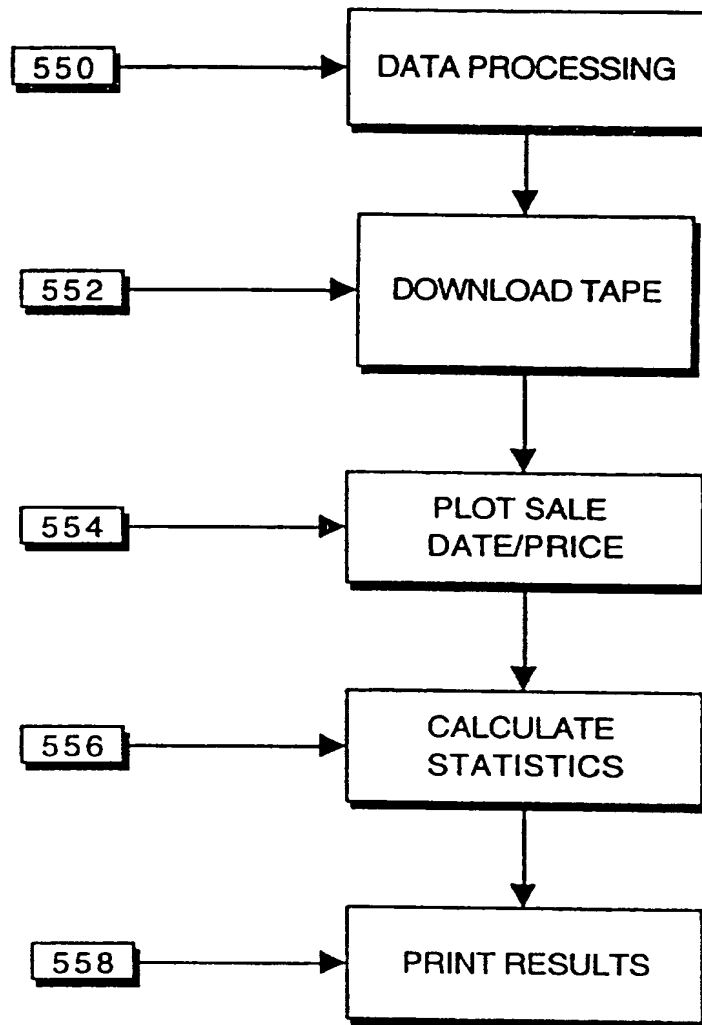 550
DATA PROCESSING
552
DOWNLOAD TAPE
554
PLOT SALE
DATE/PRICE
556
CALCULATE
STATISTICS
558
PRINT RESULTS